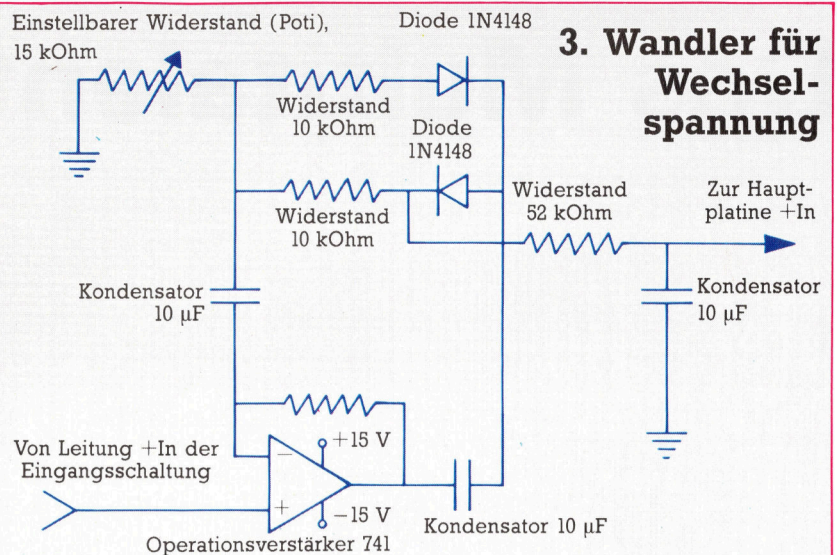 Einstellbarer Widerstand (Poti),
15 kOhm
Diode 1N4148
3. Wandler für
Wechsel-
spannung
Widerstand
10 kOhm
Diode
1N4148
Widerstand
10 kOhm
Widerstand
52 kOhm
Zur Haupt-
platine +In
Kondensator
10 µF
Kondensator
10 µF
Von Leitung +In der
Eingangsschaltung
+15 V
−
+
−15 V
Kondensator 10 µF
Operationsverstärker 741